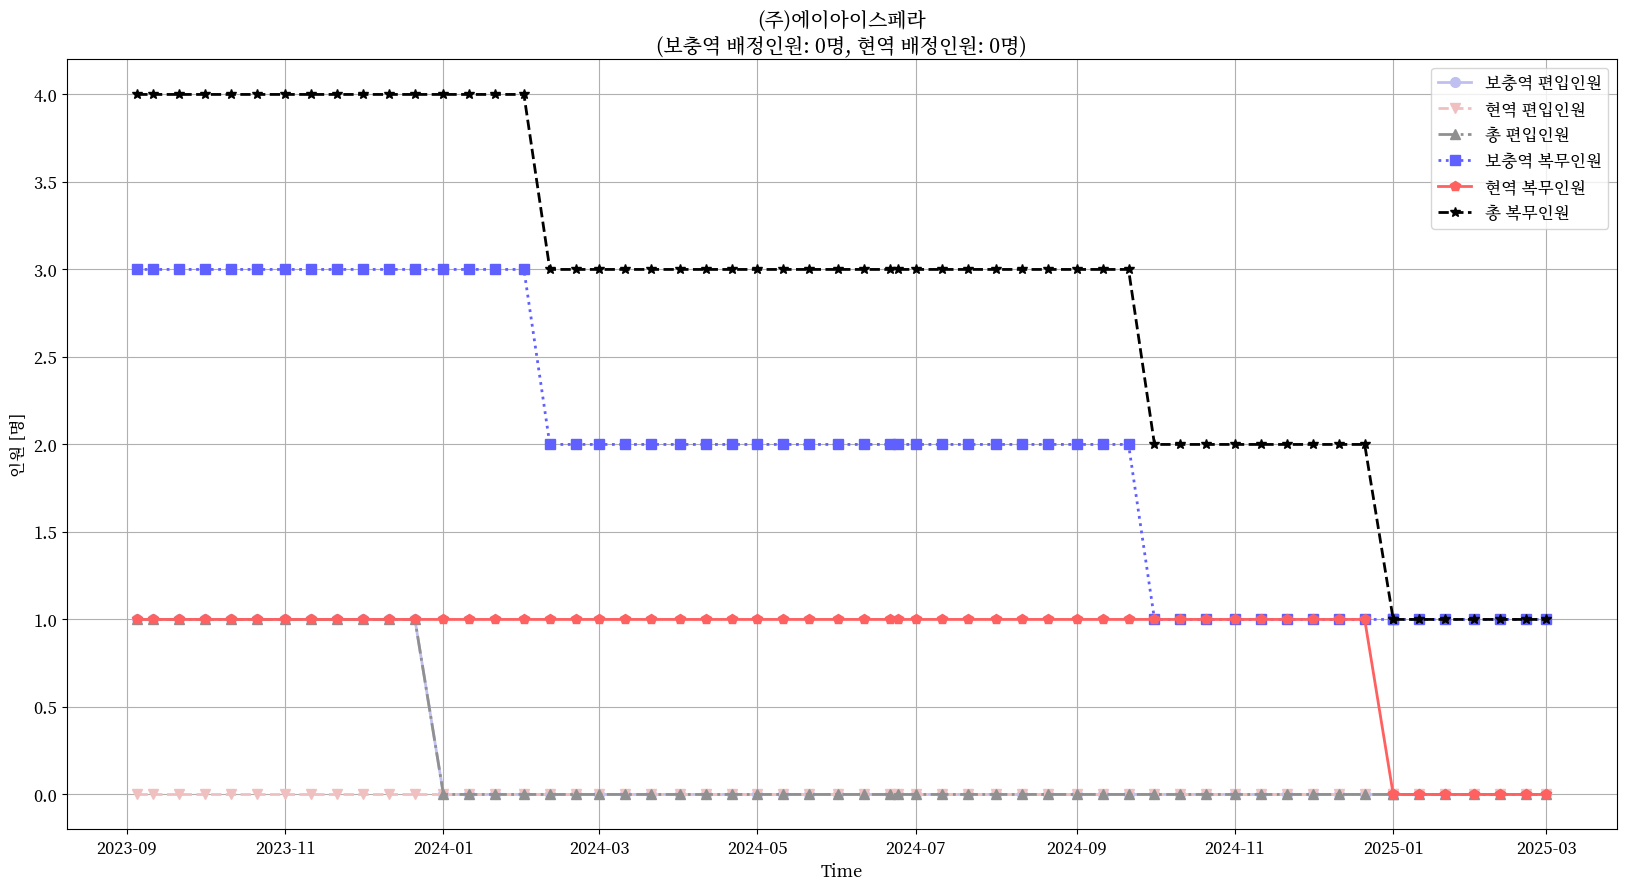 (주)에이아이스페라
(보충역 배정인원: 0명, 현역 배정인원: 0명)
보충역 편입인원
현역 편입인원
총 편입인원
보충역 복무인원
현역 복무인원
총 복무인원
인원 [명]
4.0
3.5
3.0
2.5
2.0
1.5
1.0
0.5
0.0
2023-09 2023-11 2024-01 2024-03 2024-05 2024-07 2024-09 2024-11 2025-01 2025-03
Time